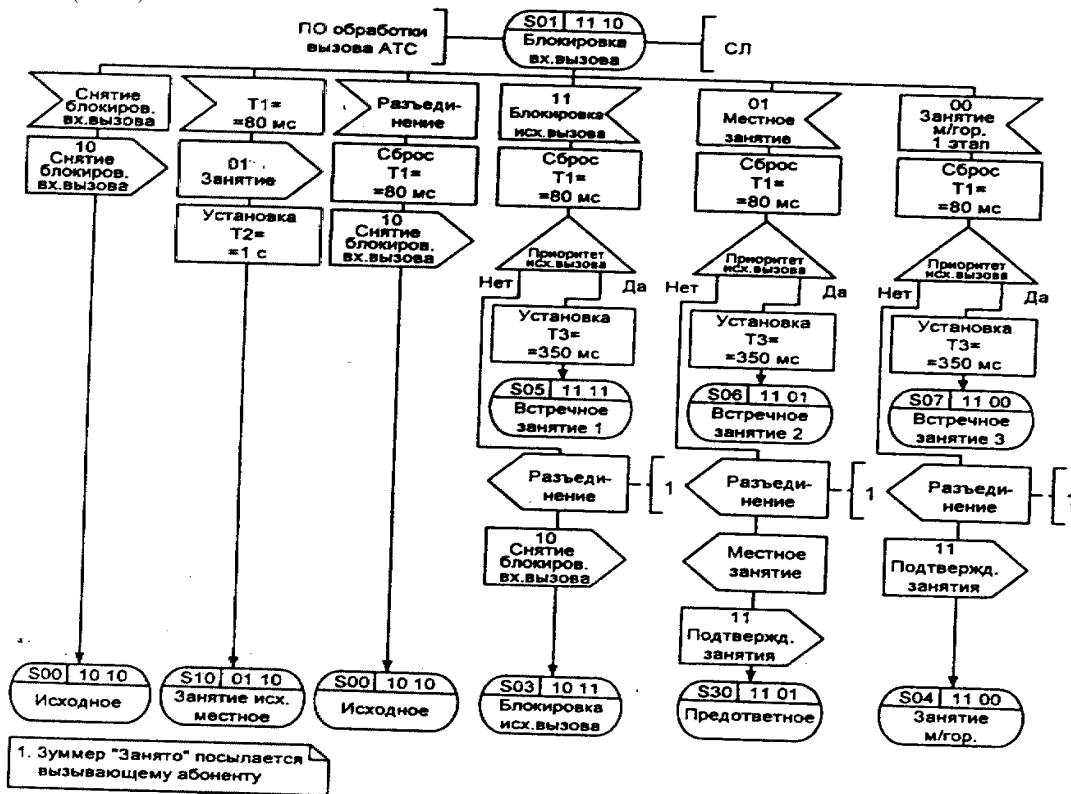 ПО обработки
вызова АТС
S01 11 10
Блокировка
вх.вызова
СЛ
Снятие
блокиров.
вх.вызова
10
Снятие
блокиров.
вх.вызова
S00 10 10
Исходное
T1=
=80 мс
01
Занятие
Установка
T2=
=1 с
S10 01 10
Занятие исх.
местное
Разъеди-
нение
Сброс
T1=
=80 мс
10
Снятие
блокиров.
вх.вызова
S00 10 10
Исходное
11
Блокировка
исх.вызова
Сброс
T1=
=80 мс
Приоритет
исх.вызова
Нет
Да
Установка
T3=
=350 мс
S05 11 11
Встречное
занятие 1
Разъеди-
нение
1
10
Снятие
блокиров.
вх.вызова
S03 10 11
Блокировка
исх.вызова
01
Местное
занятие
Сброс
T1=
=80 мс
Приоритет
исх.вызова
Нет
Да
Установка
T3=
=350 мс
S06 11 01
Встречное
занятие 2
Разъеди-
нение
1
Местное
занятие
11
Подтвержд.
занятия
S30 11 01
Предответное
00
Занятие
м/гор.
1 этап
Сброс
T1=
=80 мс
Приоритет
исх.вызова
Нет
Да
Установка
T3=
=350 мс
S07 11 00
Встречное
занятие 3
Разъеди-
нение
11
Подтвержд.
занятия
S04 11 00
Занятие
м/гор.
1. Зуммер "Занято" посылается
вызывающему абоненту